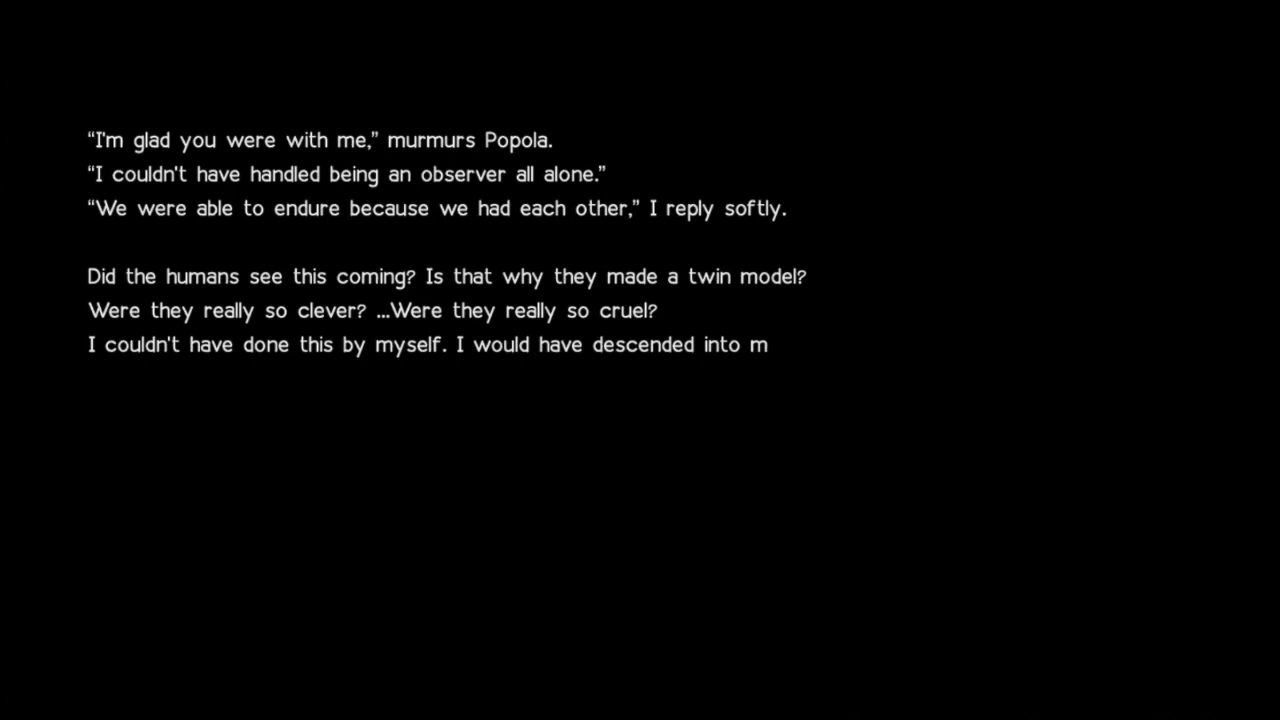 “I'm glad you were with me,” murmurs Popola.
“I couldn't have handled being an observer all alone.”
“We were able to endure because we had each other,” I reply softly.
Did the humans see this coming? Is that why they made a twin model?
Were they really so clever? ...Were they really so cruel?
I couldn't have done this by myself. I would have descended into m